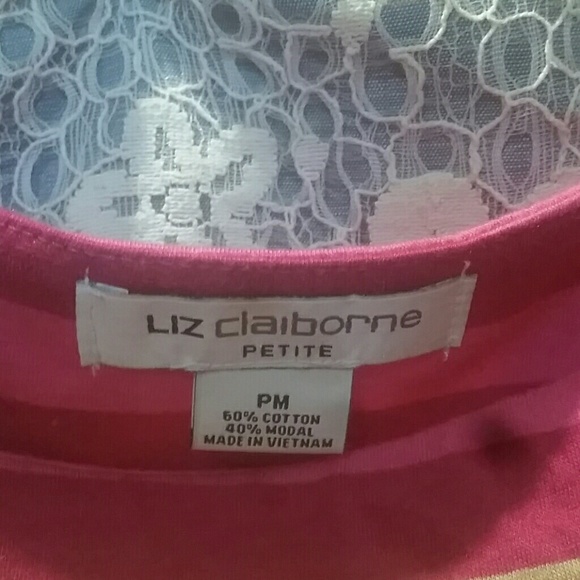 LIZ claiborne
PETITE
PM
60% COTTON
40% MODAL
MADE IN VIETNAM